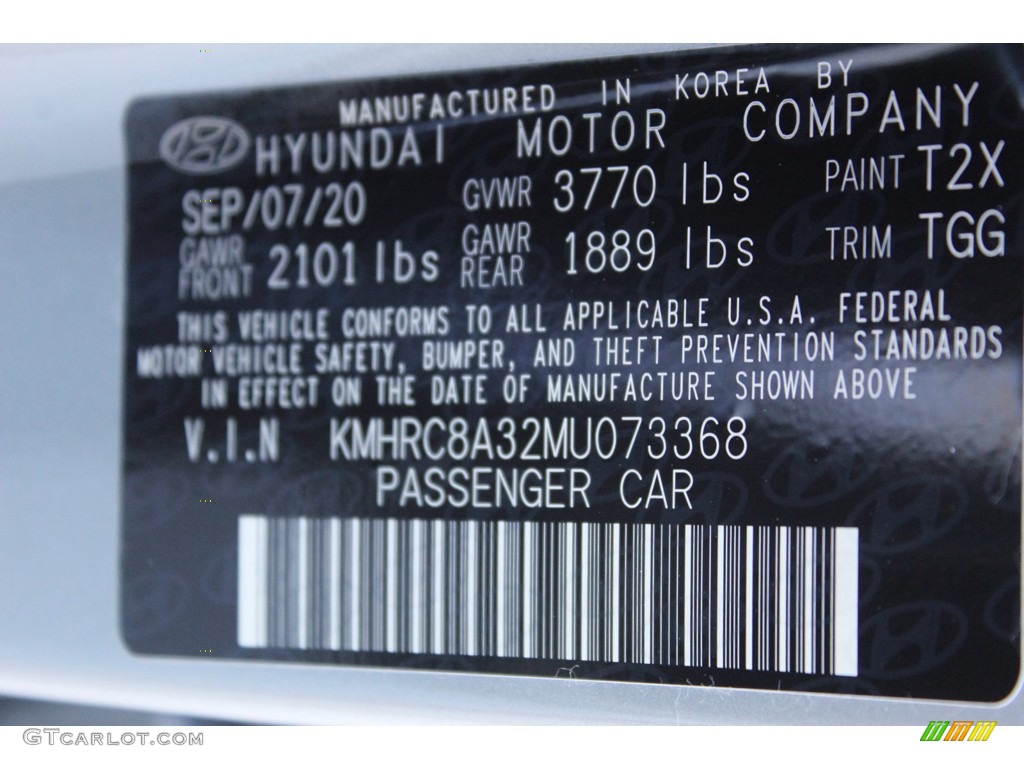 MANUFACTURED IN KOREA BY
HYUNDAI MOTOR COMPANY
SEP/07/20 GVWR 3770 lbs PAINT T2X
GAWR FRONT 2101 lbs GAWR REAR 1889 lbs TRIM TGG
THIS VEHICLE CONFORMS TO ALL APPLICABLE U.S.A. FEDERAL
MOTOR VEHICLE SAFETY, BUMPER, AND THEFT PREVENTION STANDARDS
IN EFFECT ON THE DATE OF MANUFACTURE SHOWN ABOVE
V.I.N KMHRC8A32MU073368
PASSENGER CAR
GTCARLOT.COM